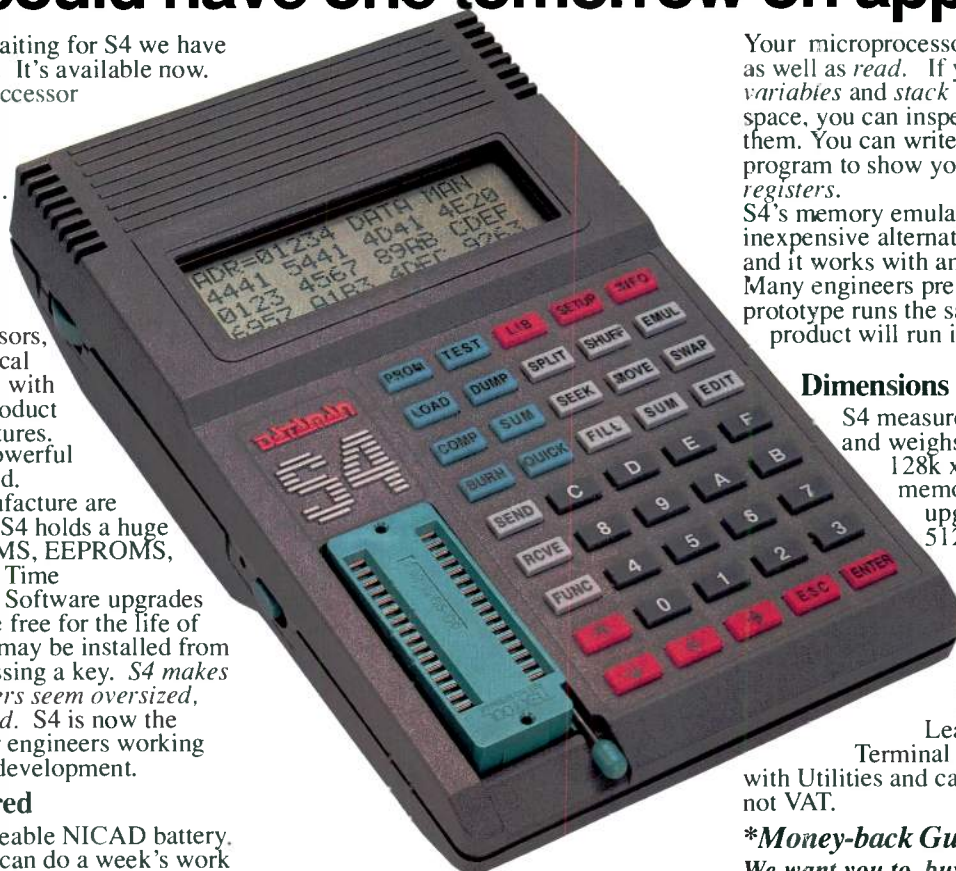 could have one tomorrow on app
aiting for S4 we have
It's available now.
ccessor
.
sors,
cal
with
oduct
tures.
owerful
d.
ufacture are
S4 holds a huge
MS, EEPROMS,
Time
Software upgrades
e free for the life of
may be installed from
ssing a key. S4 makes
ers seem oversized,
d. S4 is now the
r engineers working
development.
red
eable NICAD battery.
can do a week's work
ADR=01234 DATA MAN
4441 5441 4D41 4E20
0123 4567 89AB CDEF
6957 A1B3 4DEC 9263
LIB SETUP INFO
PROM TEST SPLIT SHUFF EMUL
LOAD DUMP SEEK MOVE SWAP
COMP SUM FILL SUM EDIT
BURN QUICK
DATAMAN
S4
SEND C D E F
RCVE 8 9 A B
FUNC 4 5 6 7
0 1 2 3
ESC ENTER
Your microprocesso
as well as read. If y
variables and stack
space, you can inspe
them. You can write
program to show yo
registers.
S4's memory emula
inexpensive alternat
and it works with an
Many engineers pre
prototype runs the sa
product will run i
Dimensions
S4 measure
and weighs
128k x
memo
upg
512
Lea
Terminal
with Utilities and ca
not VAT.
*Money-back Gu
We want you to buy